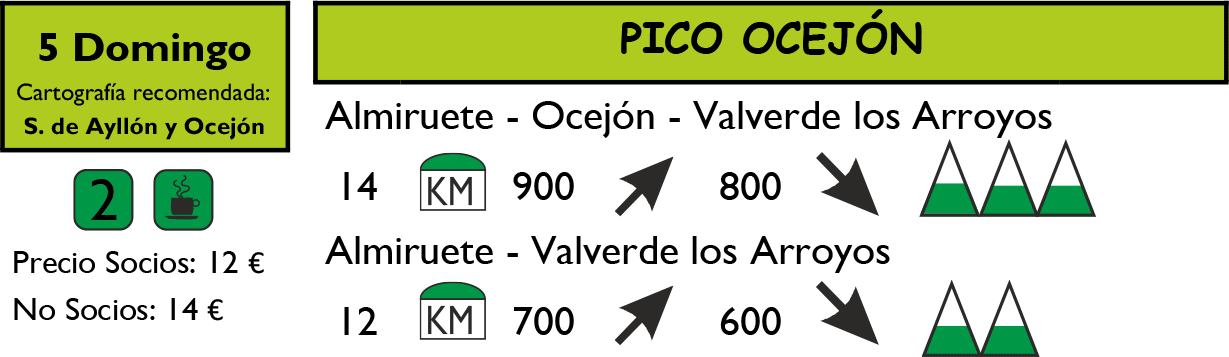 5 Domingo
Cartografía recomendada:
S. de Ayllón y Ocejón
2
Precio Socios: 12 €
No Socios: 14 €
PICO OCEJÓN
Almiruete - Ocejón - Valverde los Arroyos
14 KM 900 800
Almiruete - Valverde los Arroyos
12 KM 700 600